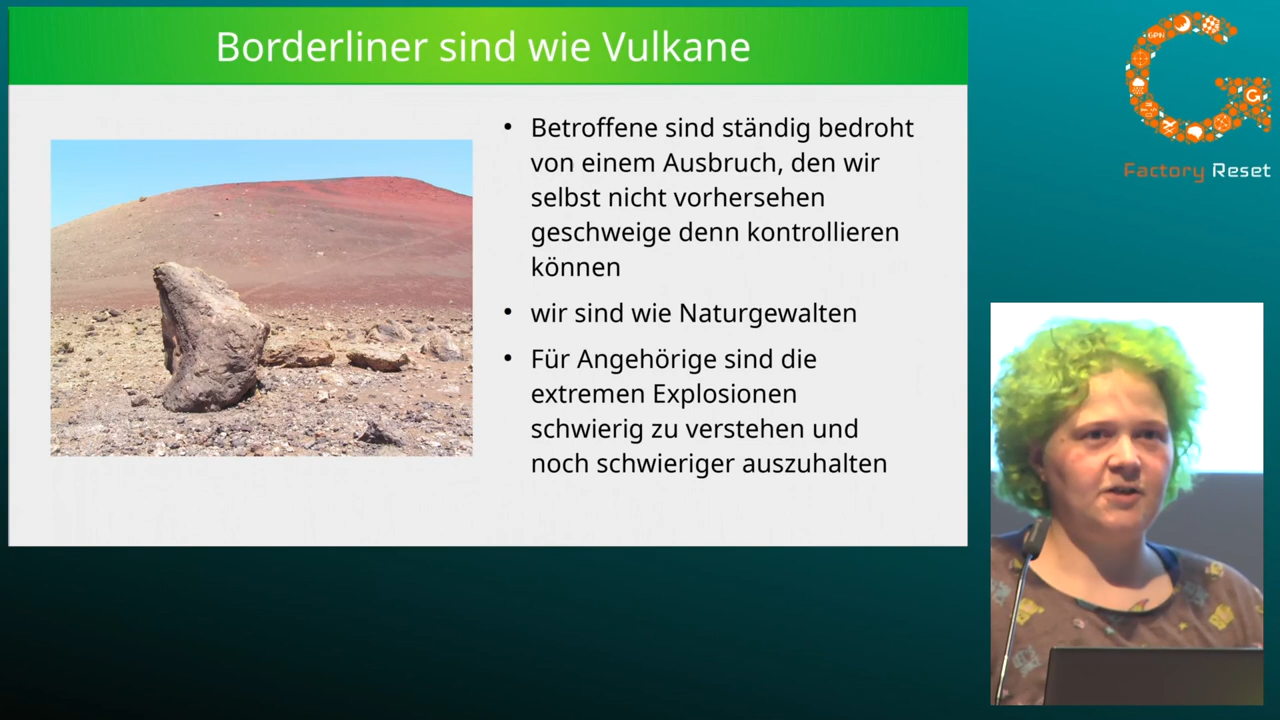 Borderliner sind wie Vulkane
• Betroffene sind ständig bedroht
von einem Ausbruch, den wir
selbst nicht vorhersehen
geschweige denn kontrollieren
können
• wir sind wie Naturgewalten
• Für Angehörige sind die
extremen Explosionen
schwierig zu verstehen und
noch schwieriger auszuhalten
GPN
G
Factory Reset